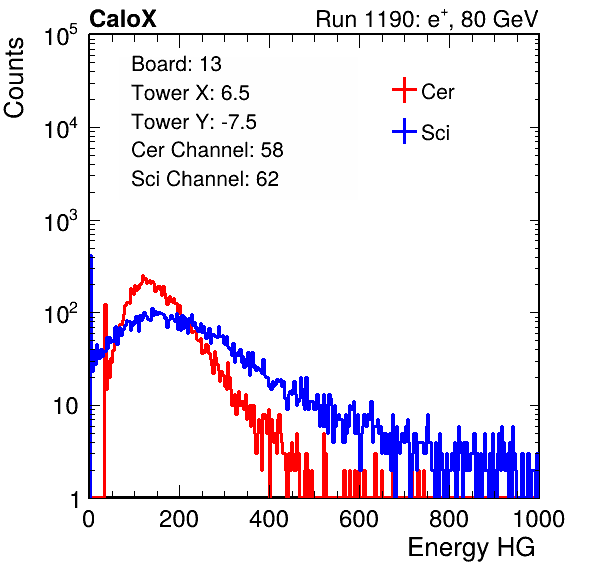 CaloX Run 1190: e⁺, 80 GeV
Counts
10⁵
10⁴
10³
10²
10
1
Board: 13
Tower X: 6.5
Tower Y: -7.5
Cer Channel: 58
Sci Channel: 62
Cer
Sci
0 200 400 600 800 1000
Energy HG